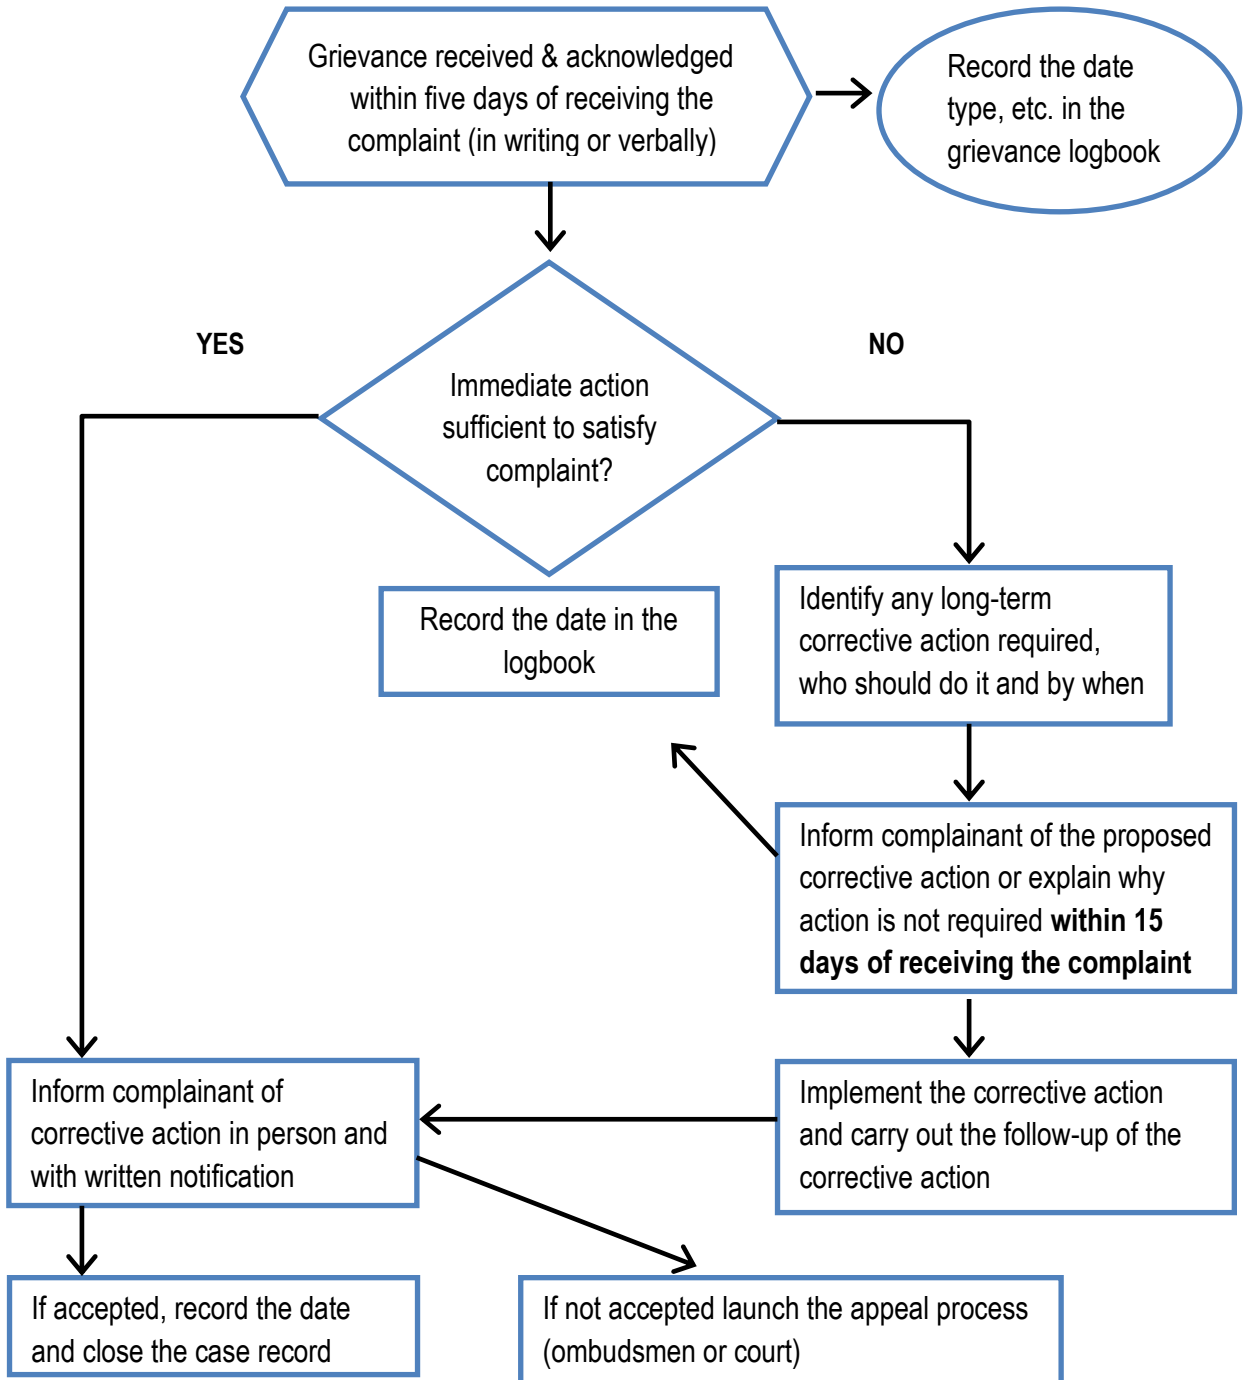 Grievance received & acknowledged
within five days of receiving the
complaint (in writing or verbally)
Record the date
type, etc. in the
grievance logbook
YES
NO
Immediate action
sufficient to satisfy
complaint?
Record the date in the
logbook
Identify any long-term
corrective action required,
who should do it and by when
Inform complainant of the proposed
corrective action or explain why
action is not required within 15
days of receiving the complaint
Inform complainant of
corrective action in person and
with written notification
Implement the corrective action
and carry out the follow-up of the
corrective action
If accepted, record the date
and close the case record
If not accepted launch the appeal process
(ombudsmen or court)